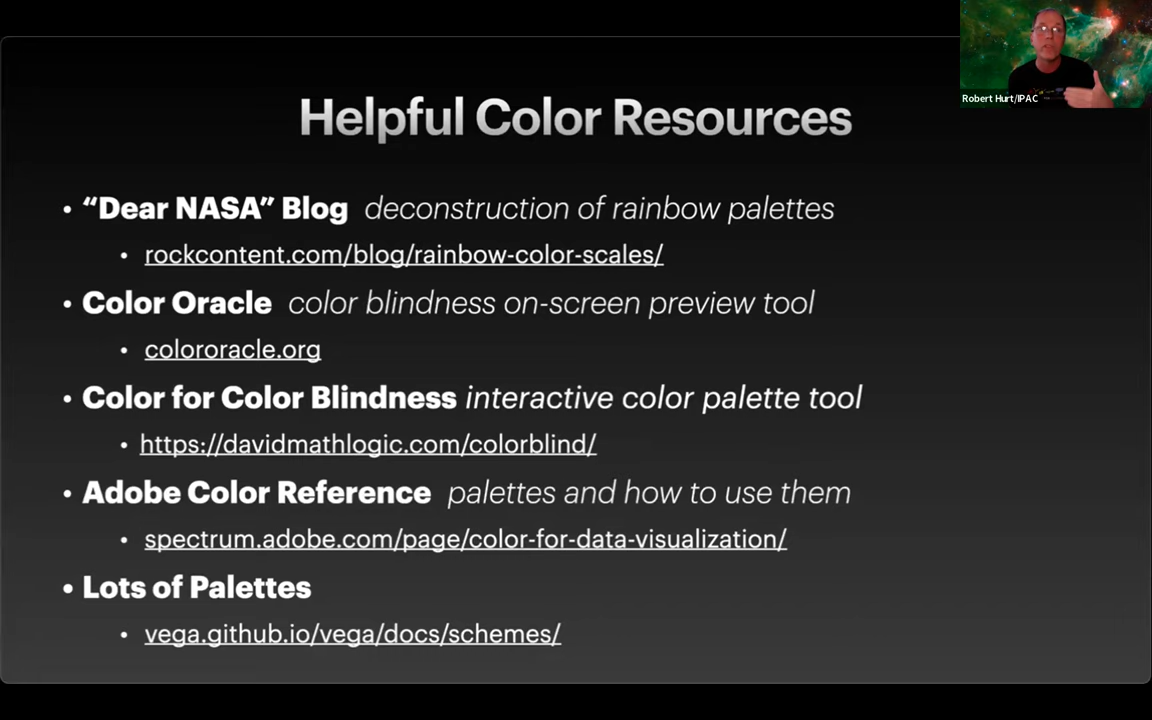 Robert Hurt/IPAC
Helpful Color Resources
• “Dear NASA” Blog deconstruction of rainbow palettes
• rockcontent.com/blog/rainbow-color-scales/
• Color Oracle color blindness on-screen preview tool
• colororacle.org
• Color for Color Blindness interactive color palette tool
• https://davidmathlogic.com/colorblind/
• Adobe Color Reference palettes and how to use them
• spectrum.adobe.com/page/color-for-data-visualization/
• Lots of Palettes
• vega.github.io/vega/docs/schemes/